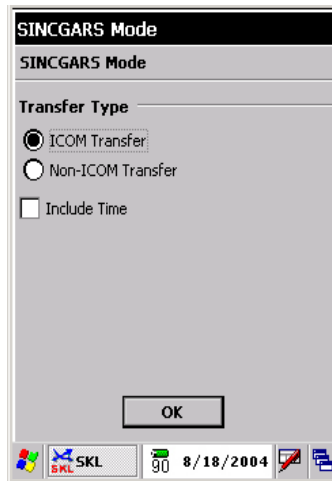 SINCGARS Mode
SINCGARS Mode
Transfer Type
ICOM Transfer
Non-ICOM Transfer
Include Time
OK
SKL SKL 90 8/18/2004